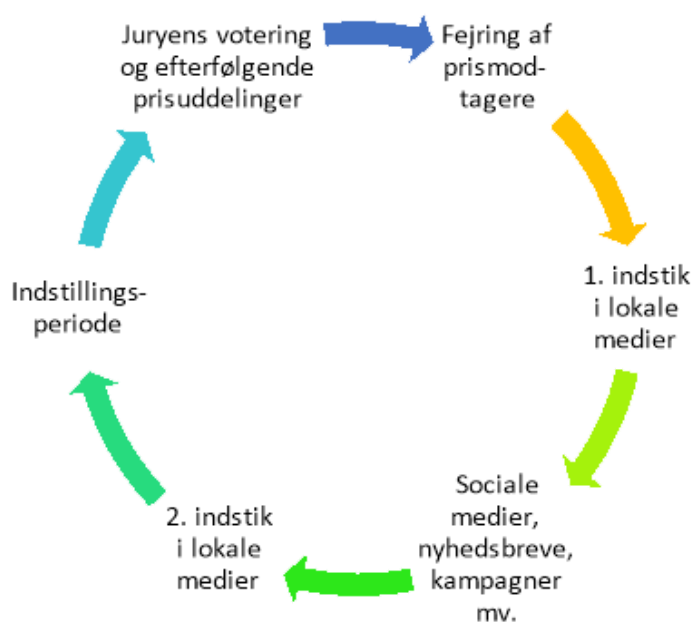 Juryens votering
og efterfølgende
prisuddelinger
Fejring af
prismod-
tagere
1. indstik
i lokale
medier
Sociale
medier,
nyhedsbreve,
kampagner
mv.
2. indstik
i lokale
medier
Indstillings-
periode